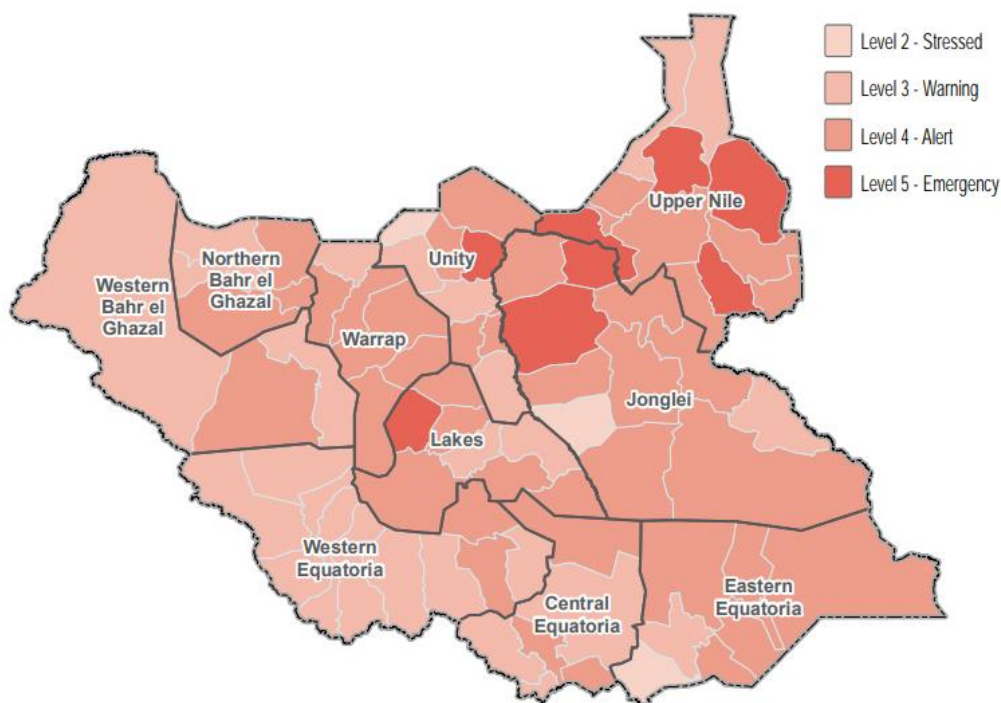 Level 2 - Stressed
Level 3 - Warning
Level 4 - Alert
Level 5 - Emergency
Upper Nile
Unity
Northern
Bahr el
Ghazal
Western
Bahr el
Ghazal
Warrap
Jonglei
Lakes
Western
Equatoria
Eastern
Equatoria
Central
Equatoria